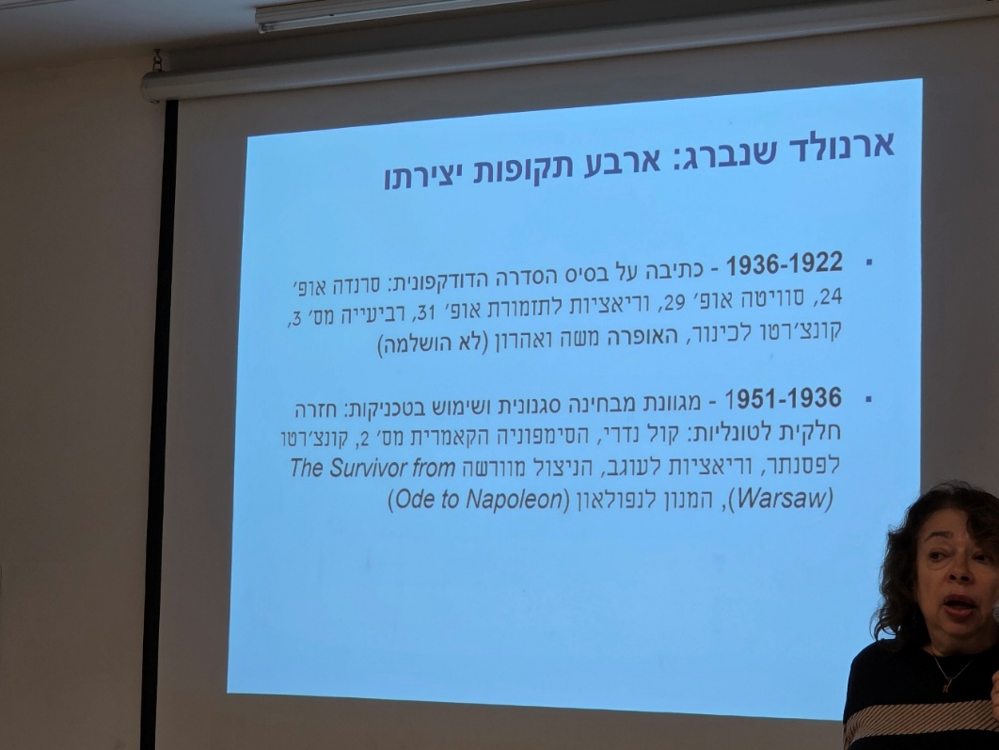 ארנולד שנברג: ארבע תקופות יצירתו
▪ 1936-1922 - כתיבה על בסיס הסדרה הדודקפונית: סרנדה אופ׳
24, סוויטה אופ׳ 29, וריאציות לתזמורת אופ׳ 31, רביעייה מס׳ 3,
קונצ׳רטו לכינור, האופרה משה ואהרון (לא הושלמה)
▪ 1951-1936 - מגוונת מבחינה סגנונית ושימוש בטכניקות: חזרה
חלקית לטונליות: קול נדרי, הסימפוניה הקאמרית מס׳ 2, קונצ׳רטו
לפסנתר, וריאציות לעוגב, הניצול מוורשה The Survivor from
Warsaw)), המנון לנפולאון (Ode to Napoleon)